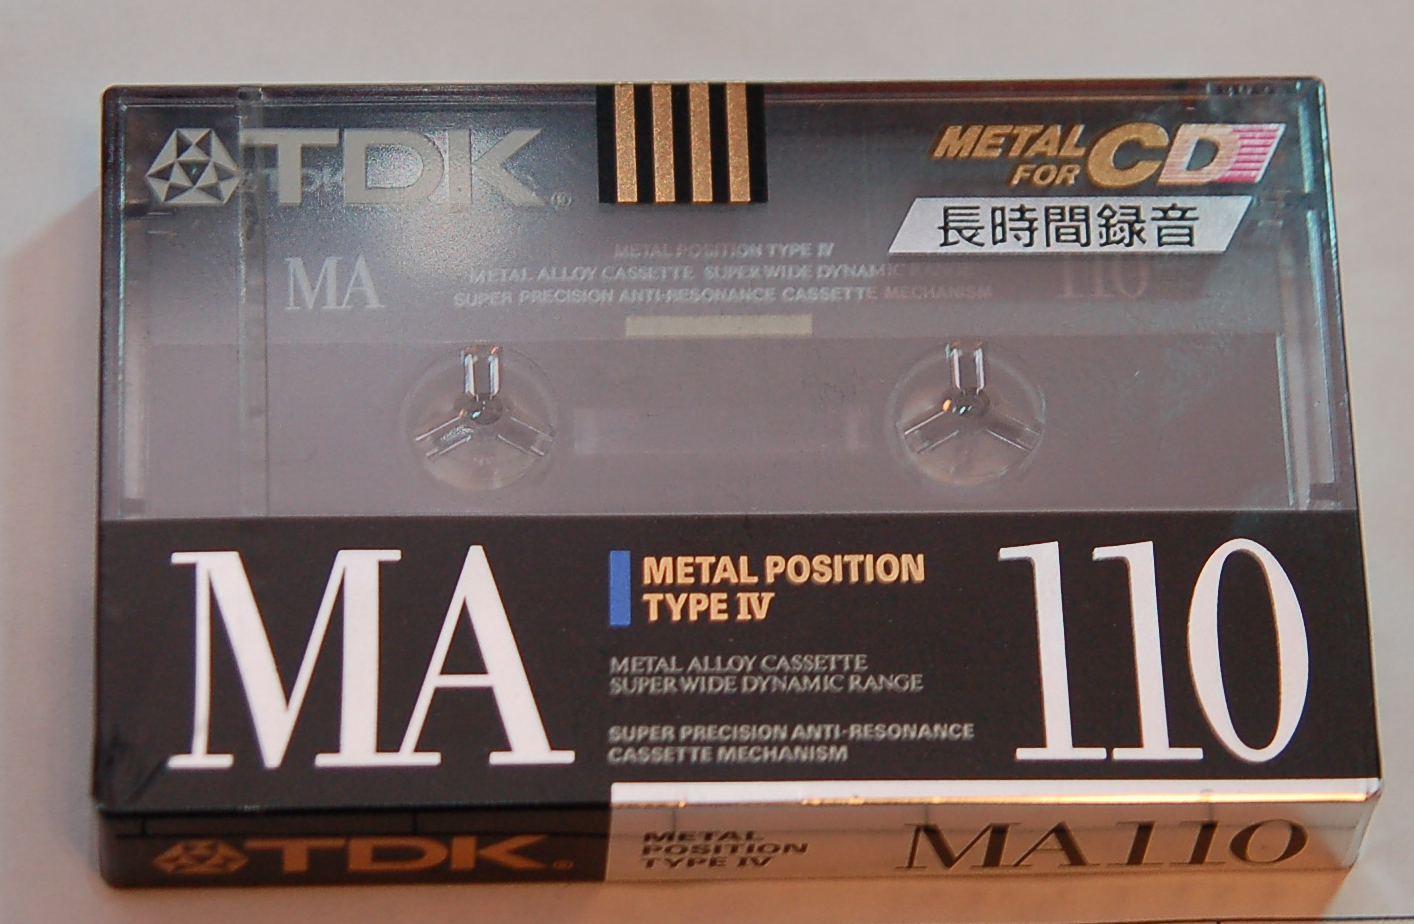 TDK®
METAL
FOR CD
長時間録音
METAL POSITION TYPE IV
MA
METAL ALLOY CASSETTE SUPER WIDE DYNAMIC RANGE
110
SUPER PRECISION ANTI-RESONANCE CASSETTE MECHANISM
MA
METAL POSITION
TYPE IV
110
METAL ALLOY CASSETTE
SUPER WIDE DYNAMIC RANGE
SUPER PRECISION ANTI-RESONANCE
CASSETTE MECHANISM
TDK®
METAL
POSITION
TYPE IV
MA110